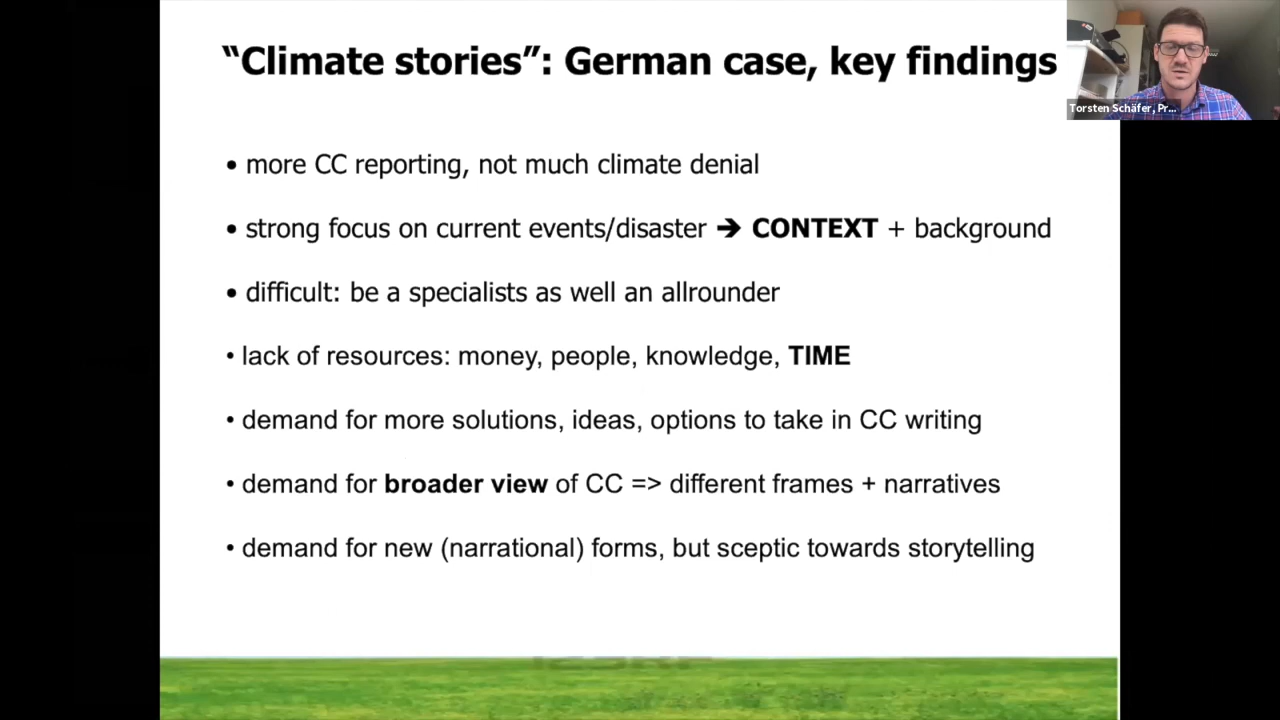 “Climate stories”: German case, key findings
Torsten Schäfer, Pr...
• more CC reporting, not much climate denial
• strong focus on current events/disaster ➔ CONTEXT + background
• difficult: be a specialists as well an allrounder
• lack of resources: money, people, knowledge, TIME
• demand for more solutions, ideas, options to take in CC writing
• demand for broader view of CC => different frames + narratives
• demand for new (narrational) forms, but sceptic towards storytelling